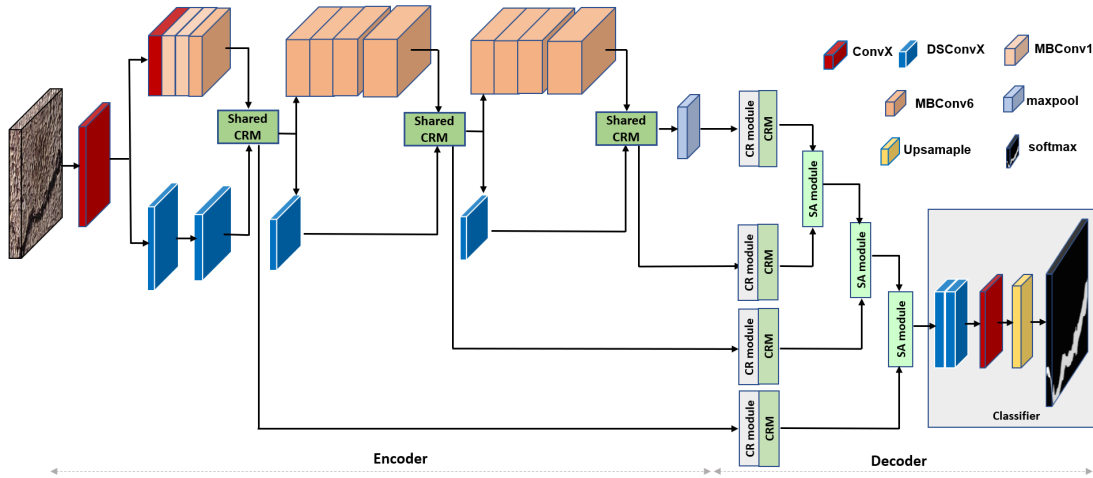 ConvX
DSConvX
MBConv1
MBConv6
maxpool
Upsamaple
softmax
Shared
CRM
Shared
CRM
Shared
CRM
CR module
CRM
SA module
CR module
CRM
SA module
CR module
CRM
SA module
CR module
CRM
Classifier
Encoder
Decoder